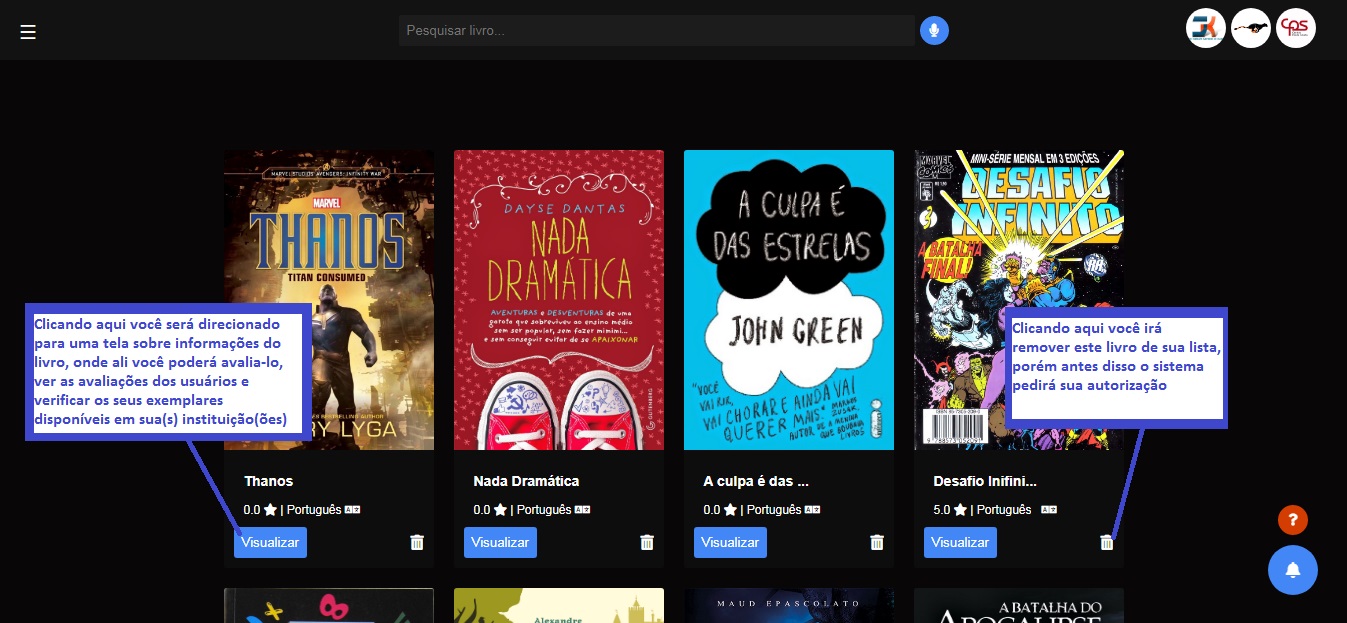 ☰
Pesquisar livro...
CPS
MARVEL STUDIOS' AVENGERS: INFINITY WAR
MARVEL
THANOS
TITAN CONSUMED
RY LYGA
DAYSE DANTAS
NADA
DRAMÁTICA
AVENTURAS e DESVENTURAS de uma
garota que sobreviveu ao ensino médio
sem ser popular, sem fazer mimimi...
e sem conseguir evitar de se APAIXONAR
GUTENBERG
A CULPA É
DAS ESTRELAS
JOHN GREEN
"VOCÊ
VAI RIR,
VAI CHORAR E AINDA VAI
QUERER MAIS."
MARKUS
ZUSAK,
AUTOR DE A MENINA
QUE ROUBAVA
LIVROS
MARVEL
COMICS
MINI-SÉRIE MENSAL EM 3 EDIÇÕES
DESAFIO
INFINITO
A BATALHA
FINAL!
Clicando aqui você será direcionado
para uma tela sobre informações do
livro, onde ali você poderá avalia-lo,
ver as avaliações dos usuários e
verificar os seus exemplares
disponíveis em sua(s) instituição(ões)
Clicando aqui você irá
remover este livro de sua lista,
porém antes disso o sistema
pedirá sua autorização
Thanos
0.0 | Português
Visualizar
Nada Dramática
0.0 | Português
Visualizar
A culpa é das ...
0.0 | Português
Visualizar
Desafio Inifini...
5.0 | Português
Visualizar
?
Alexandre
MAUD EPASCOLATO
A BATALHA DO
APOCALIPSE